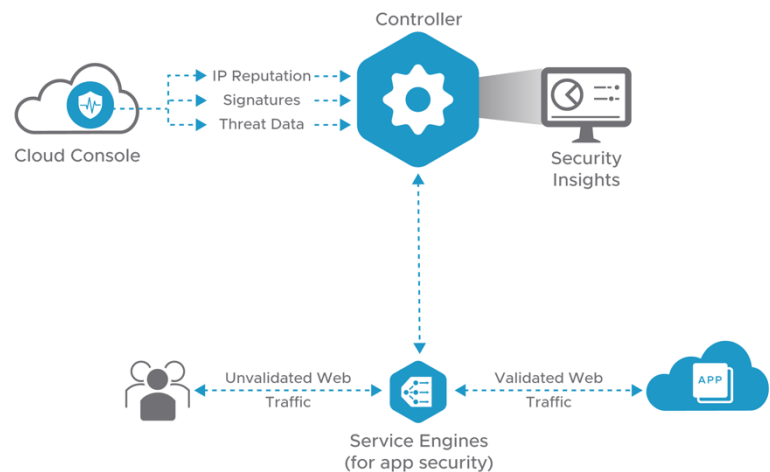 Controller
IP Reputation
Signatures
Threat Data
Cloud Console
Security
Insights
Unvalidated Web
Traffic
Validated Web
Traffic
APP
Service Engines
(for app security)